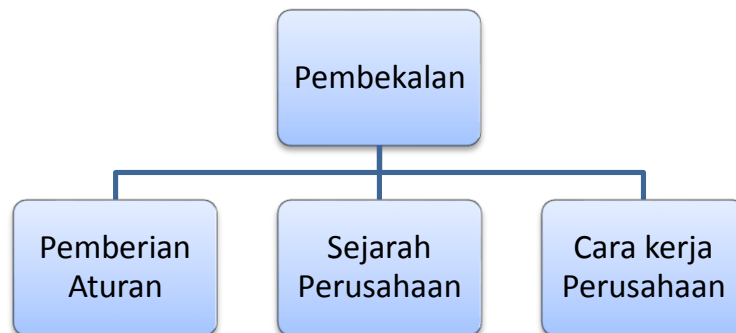 Pembekalan
Pemberian
Aturan
Sejarah
Perusahaan
Cara kerja
Perusahaan